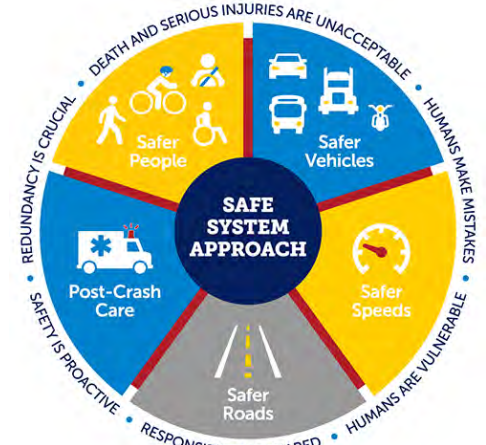 DEATH AND SERIOUS INJURIES ARE UNACCEPTABLE
HUMANS MAKE MISTAKES
HUMANS ARE VULNERABLE
SAFETY IS PROACTIVE
REDUNDANCY IS CRUCIAL
Safer
People
Safer
Vehicles
SAFE
SYSTEM
APPROACH
Post-Crash
Care
Safer
Speeds
Safer
Roads